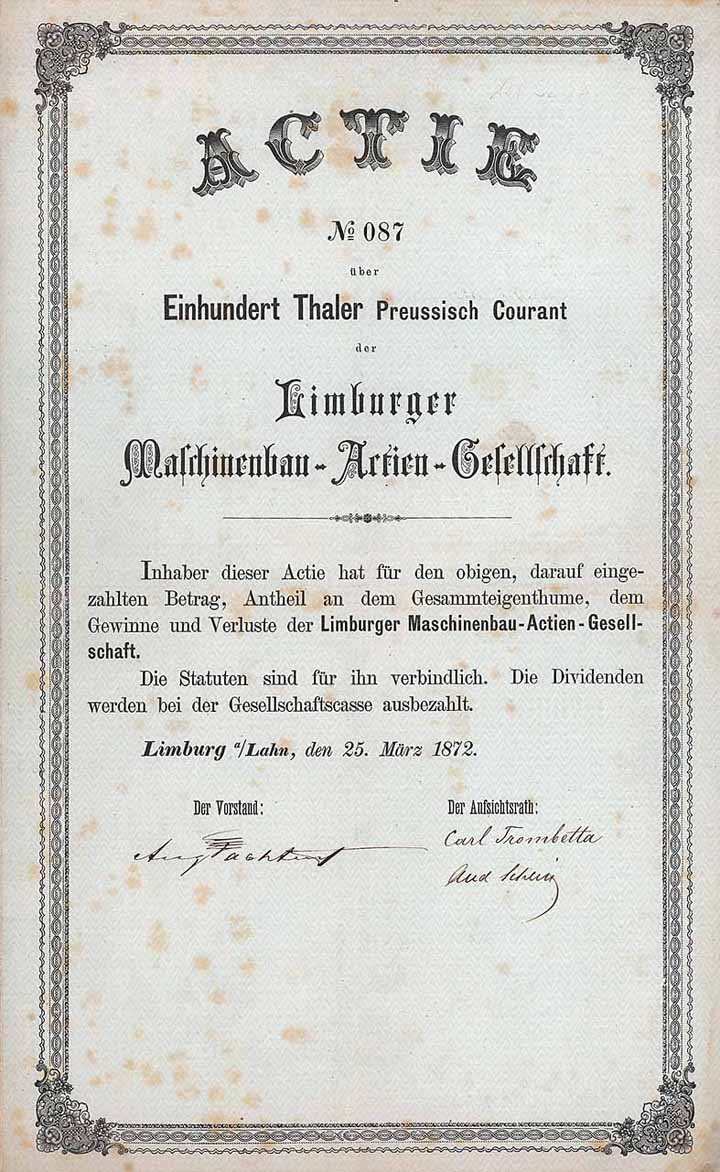 ACTIE
№ 087
über
Einhundert Thaler Preussisch Courant
der
Limburger
Maſchinenbau-Actien-Geſellſchaft.
Inhaber dieser Actie hat für den obigen, darauf einge-
zahlten Betrag, Antheil an dem Gesammteigenthume, dem
Gewinne und Verluste der Limburger Maschinenbau-Actien-Gesell-
schaft.
Die Statuten sind für ihn verbindlich. Die Dividenden
werden bei der Gesellschaftscasse ausbezahlt.
Limburg a/Lahn, den 25. März 1872.
Der Vorstand: Der Aufsichtsrath:
Carl Trombetta